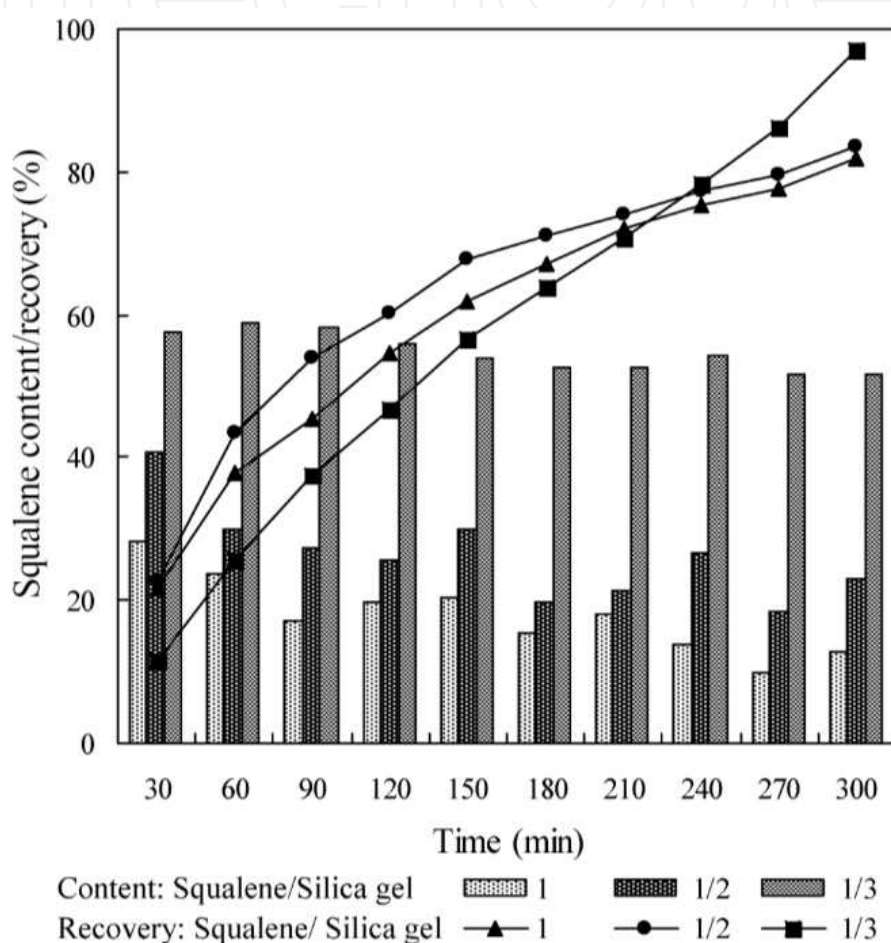 100
80
60
40
20
0
Squalene content/recovery (%)
30 60 90 120 150 180 210 240 270 300
Time (min)
Content: Squalene/Silica gel 1 1/2 1/3
Recovery: Squalene/ Silica gel 1 1/2 1/3